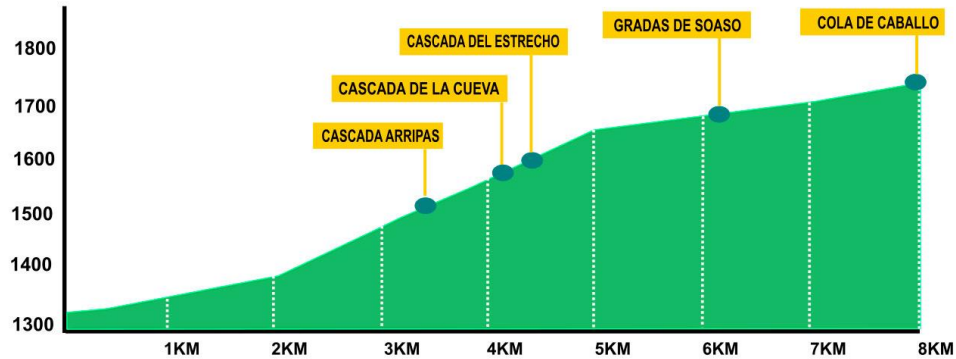 COLA DE CABALLO
GRADAS DE SOASO
CASCADA DEL ESTRECHO
CASCADA DE LA CUEVA
CASCADA ARRIPAS
1800
1700
1600
1500
1400
1300
1KM 2KM 3KM 4KM 5KM 6KM 7KM 8KM